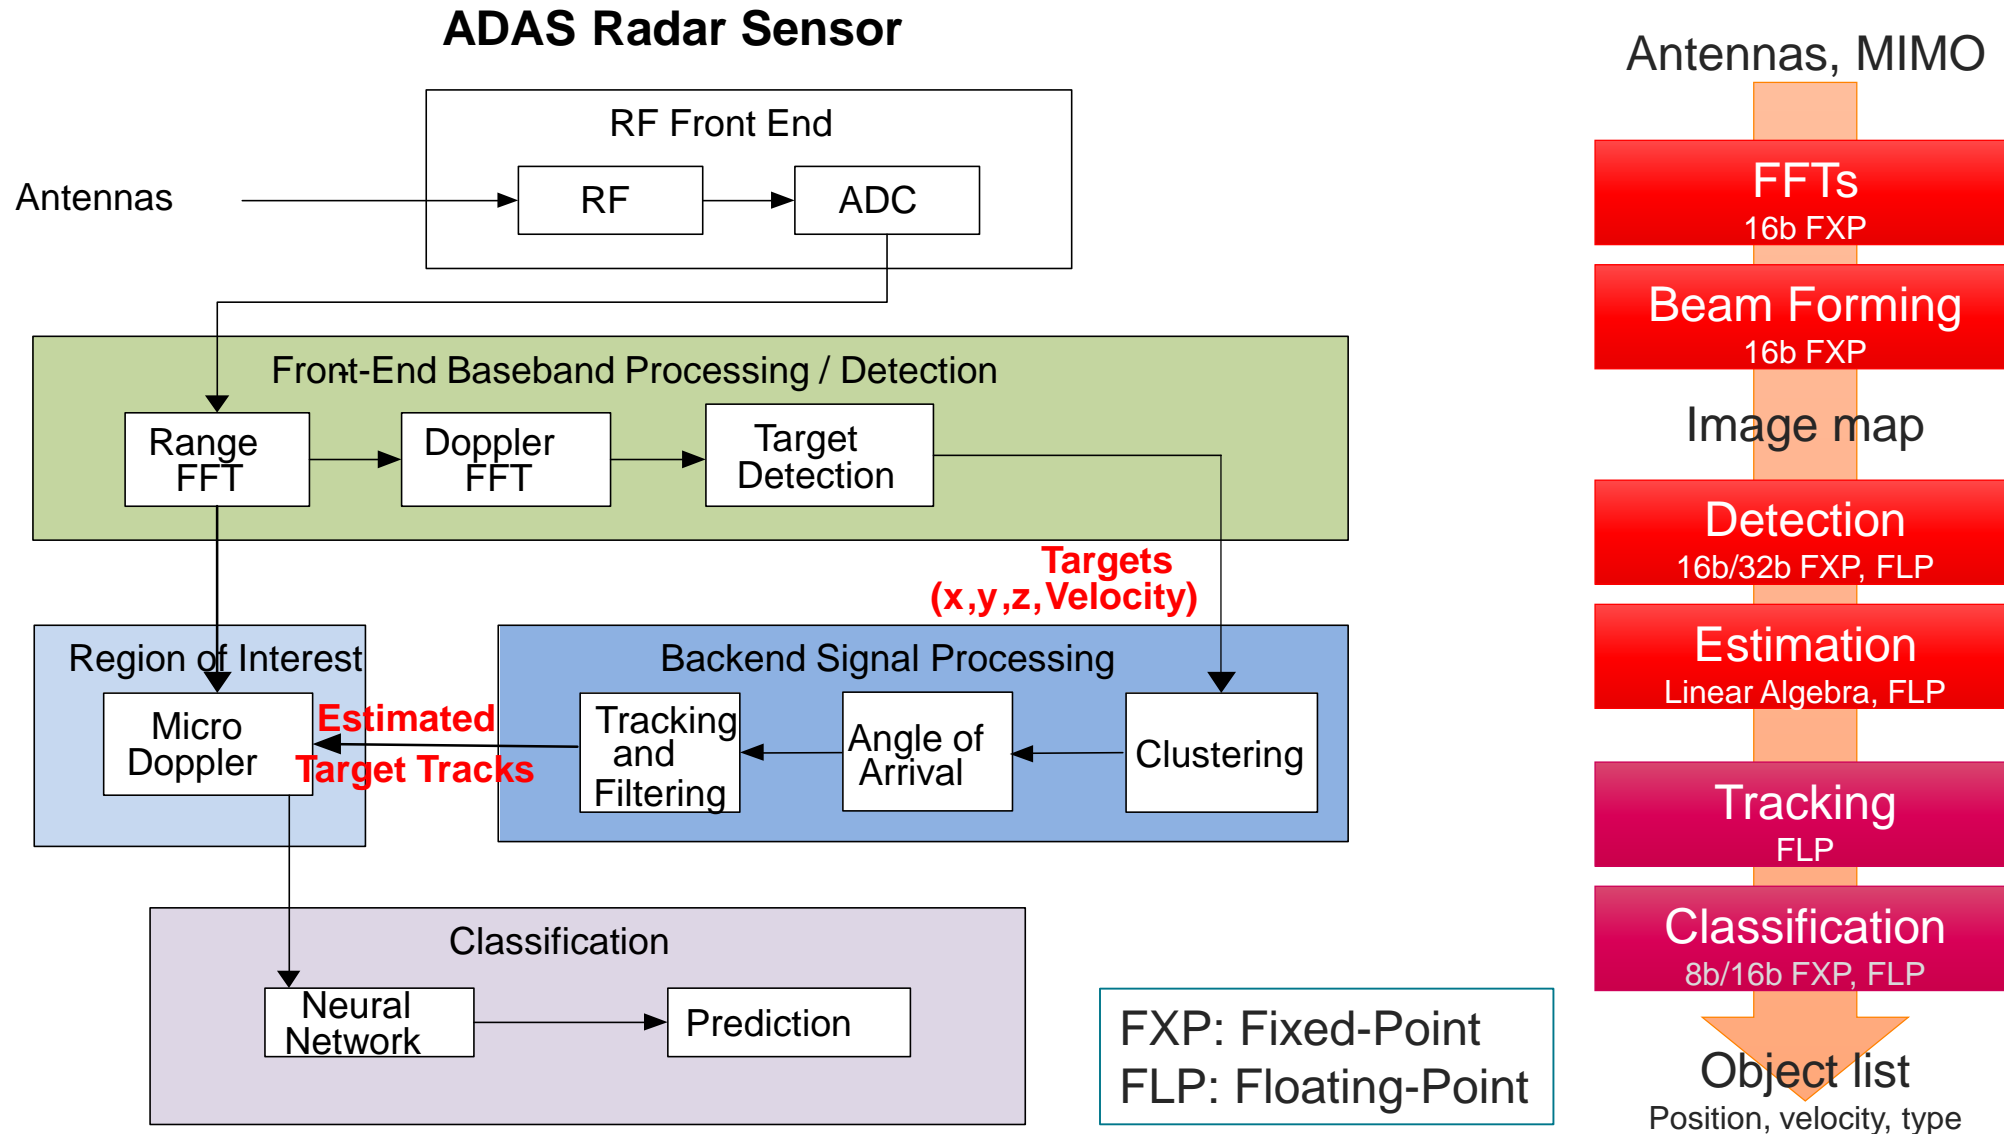 ADAS Radar Sensor
RF Front End
Antennas
RF
ADC
Front-End Baseband Processing / Detection
Range
FFT
Doppler
FFT
Target
Detection
Targets
(x,y,z,Velocity)
Region of Interest
Micro
Doppler
Estimated
Target Tracks
Backend Signal Processing
Tracking
and
Filtering
Angle of
Arrival
Clustering
Classification
Neural
Network
Prediction
FXP: Fixed-Point
FLP: Floating-Point
Antennas, MIMO
FFTs
16b FXP
Beam Forming
16b FXP
Image map
Detection
16b/32b FXP, FLP
Estimation
Linear Algebra, FLP
Tracking
FLP
Classification
8b/16b FXP, FLP
Object list
Position, velocity, type